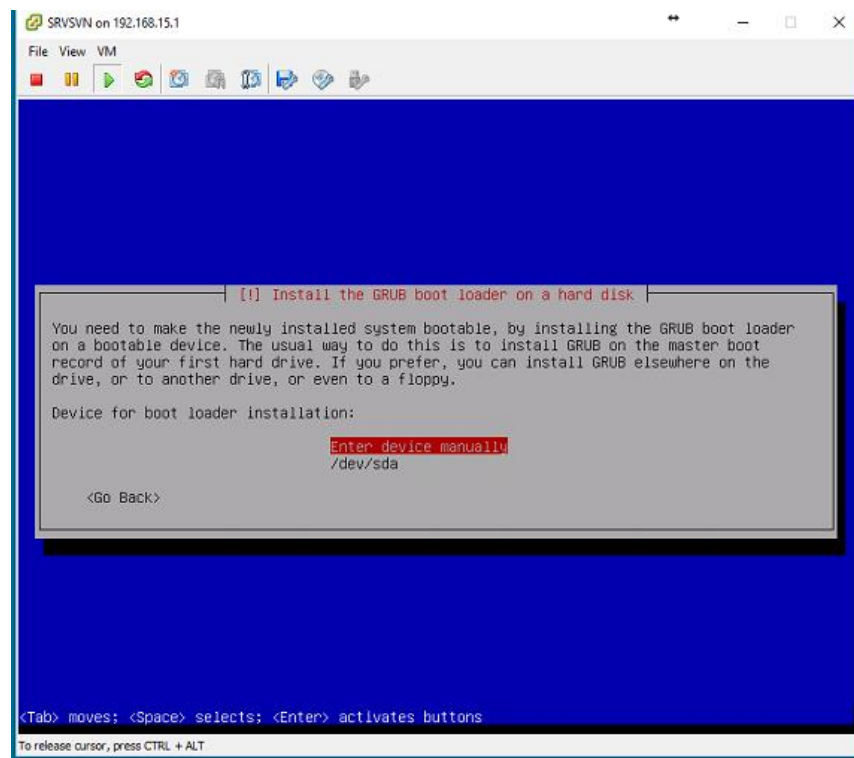 SRVSVN on 192.168.15.1
File View VM
[!] Install the GRUB boot loader on a hard disk
You need to make the newly installed system bootable, by installing the GRUB boot loader
on a bootable device. The usual way to do this is to install GRUB on the master boot
record of your first hard drive. If you prefer, you can install GRUB elsewhere on the
drive, or to another drive, or even to a floppy.
Device for boot loader installation:
Enter device manually
/dev/sda
<Go Back>
<Tab> moves; <Space> selects; <Enter> activates buttons
To release cursor, press CTRL + ALT